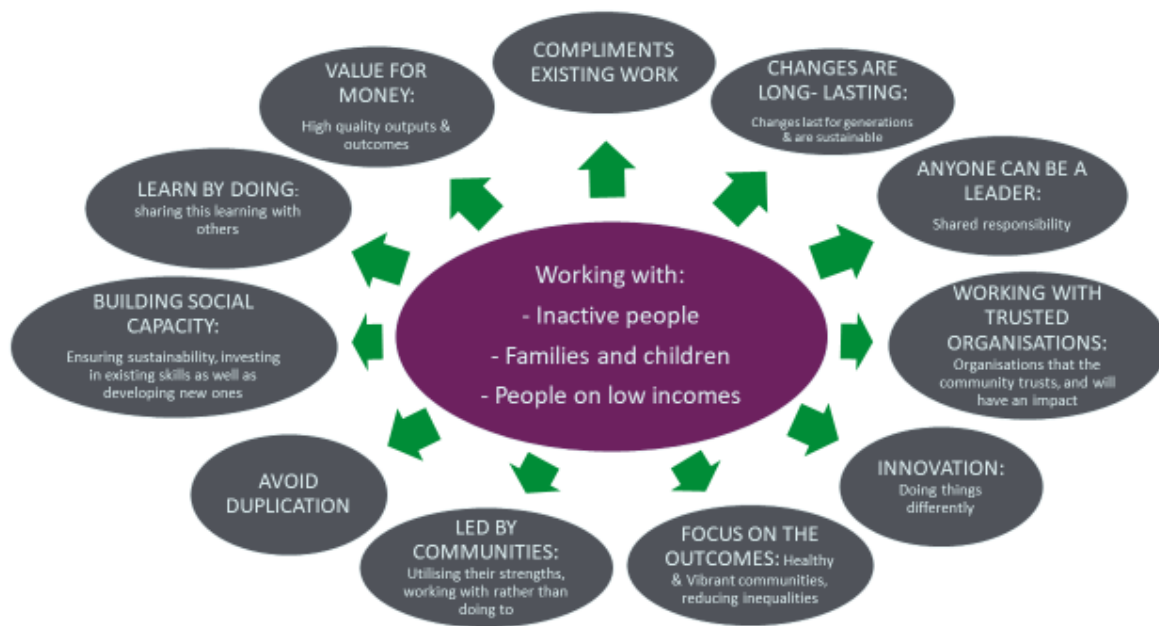 COMPLIMENTS
EXISTING WORK
CHANGES ARE
LONG- LASTING:
Changes last for generations
& are sustainable
ANYONE CAN BE A
LEADER:
Shared responsibility
WORKING WITH
TRUSTED
ORGANISATIONS:
Organisations that the
community trusts, and will
have an impact
INNOVATION:
Doing things
differently
FOCUS ON THE
OUTCOMES: Healthy
& Vibrant communities,
reducing inequalities
LED BY
COMMUNITIES:
Utilising their strengths,
working with rather than
doing to
AVOID
DUPLICATION
BUILDING SOCIAL
CAPACITY:
Ensuring sustainability, investing
in existing skills as well as
developing new ones
LEARN BY DOING:
sharing this learning with
others
VALUE FOR
MONEY:
High quality outputs &
outcomes
Working with:
- Inactive people
- Families and children
- People on low incomes